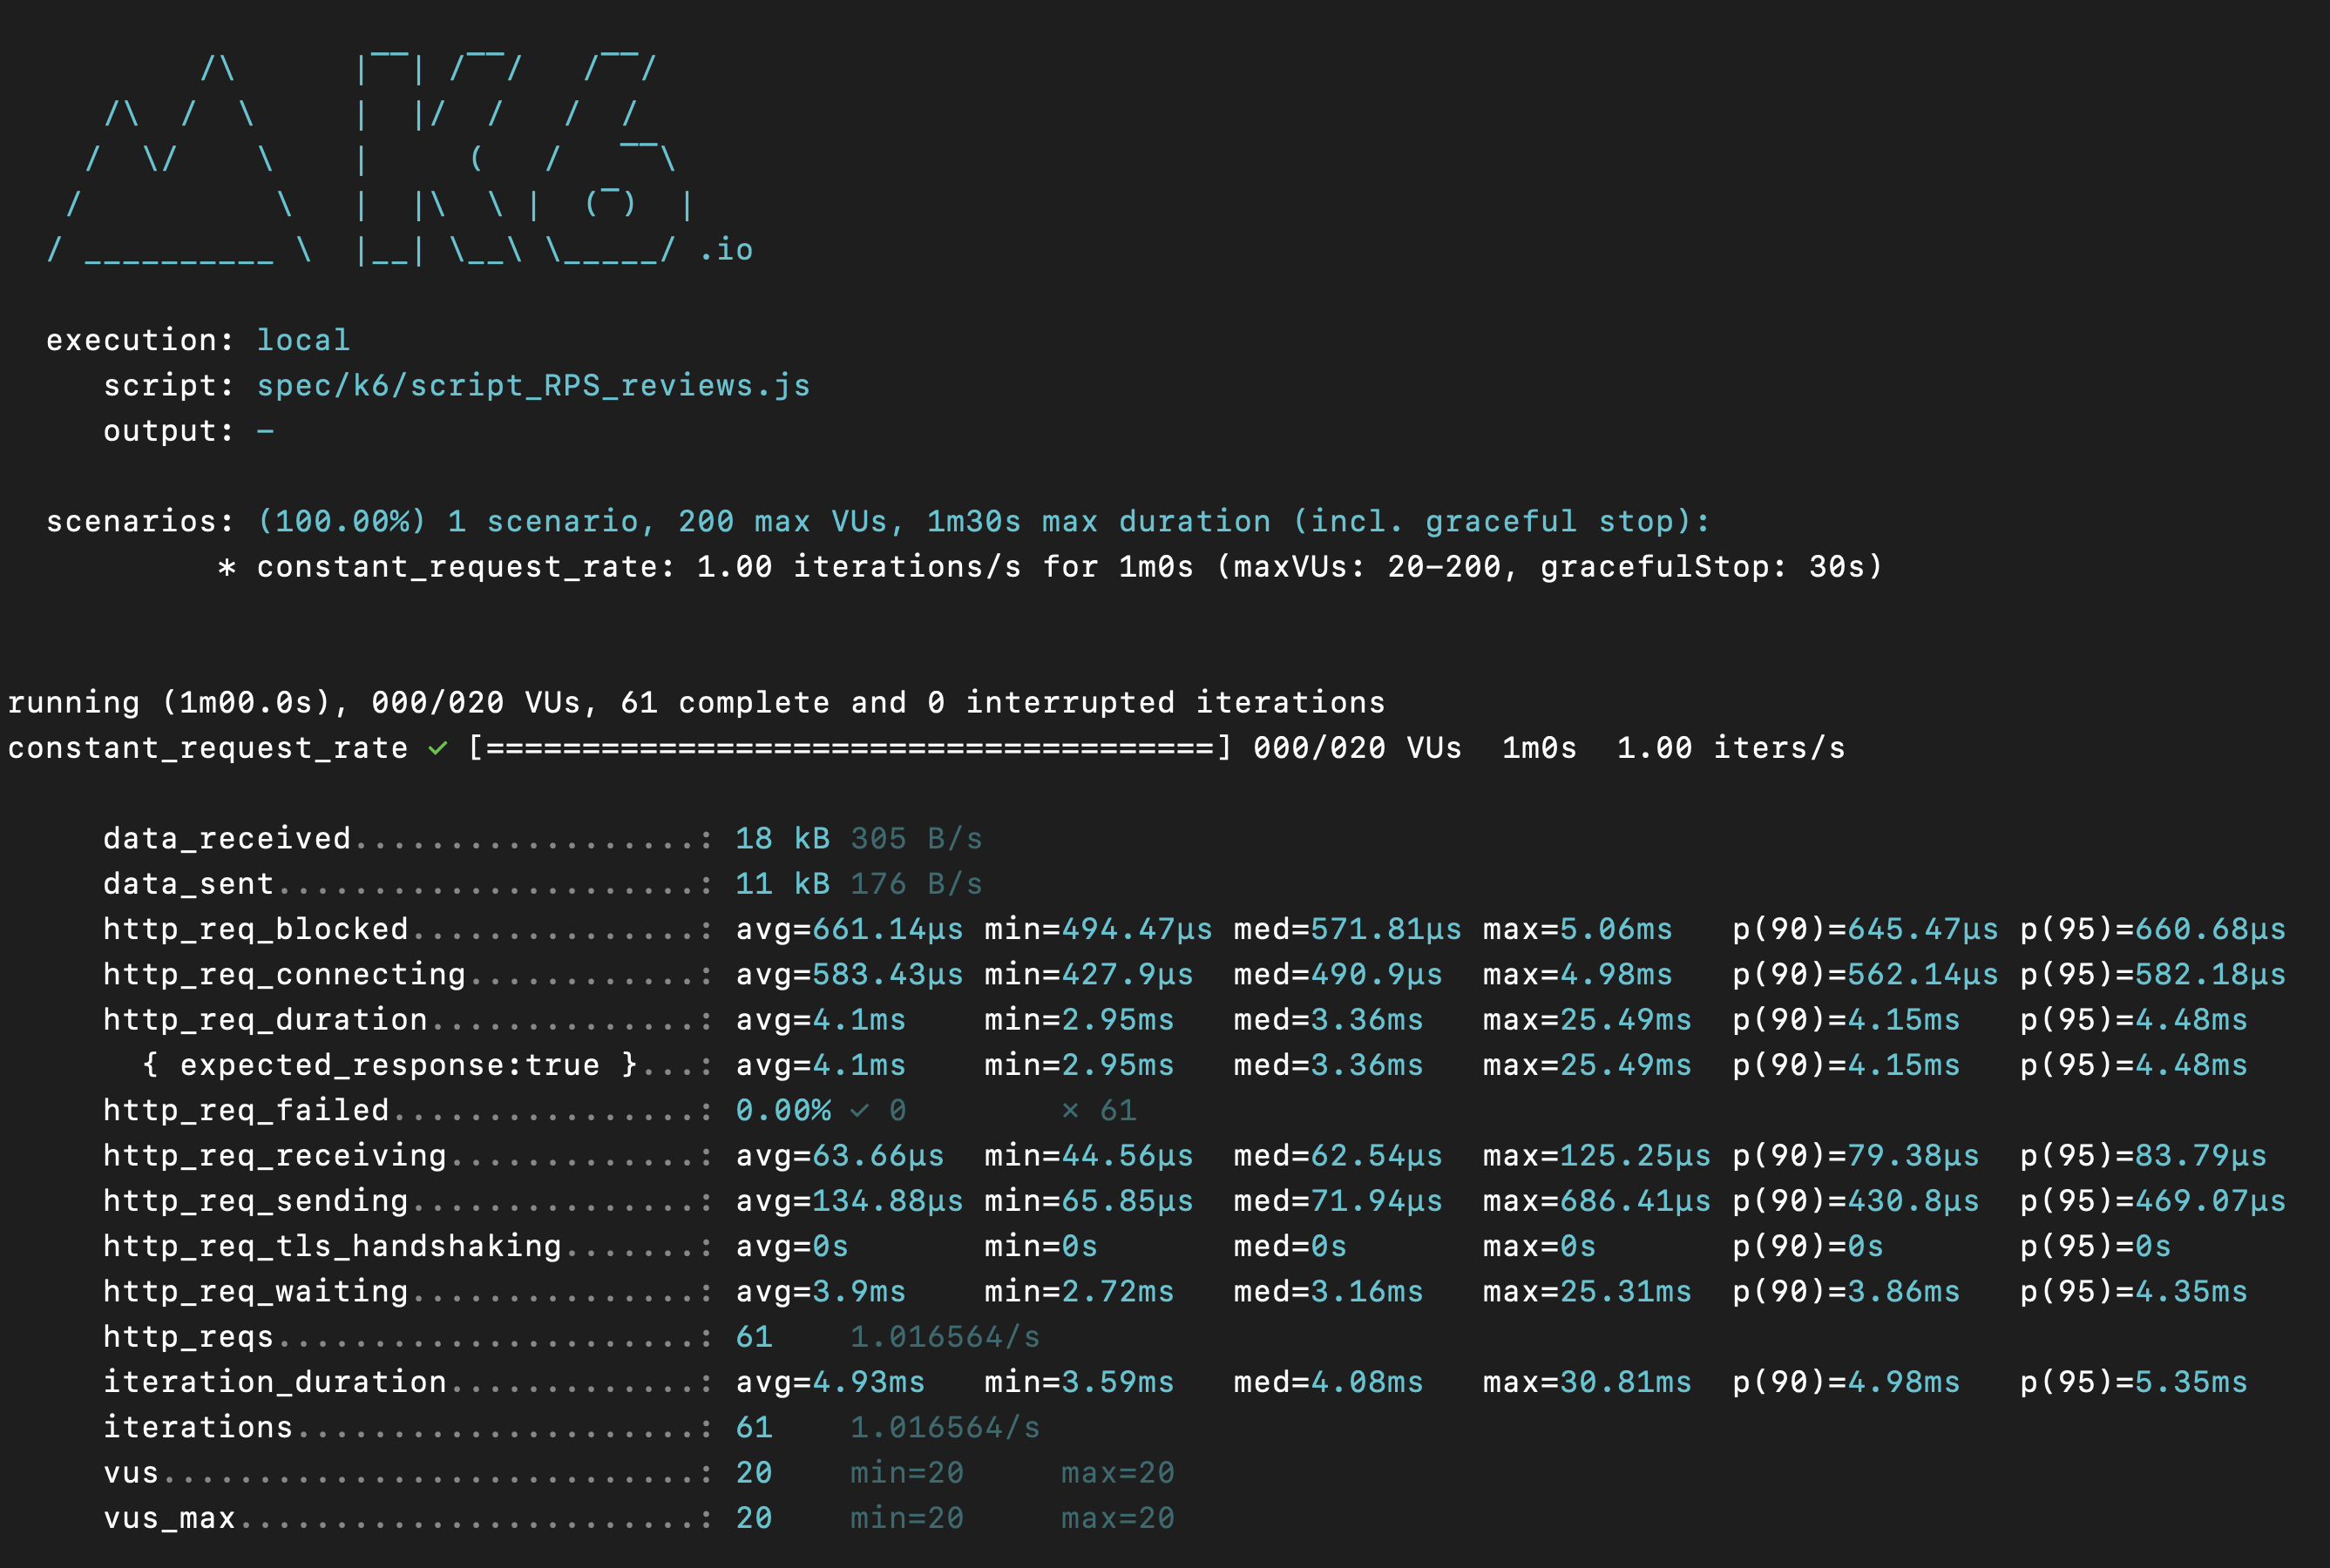 /\      |‾‾| /‾‾/   /‾‾/
    /\  /  \     |  |/  /   /  /
   /  \/    \    |     (   /   ‾‾\
  /          \   |  |\  \ |  (‾)  |
 / __________ \  |__| \__\ \_____/ .io

execution: local
script: spec/k6/script_RPS_reviews.js
output: -

scenarios: (100.00%) 1 scenario, 200 max VUs, 1m30s max duration (incl. graceful stop):
* constant_request_rate: 1.00 iterations/s for 1m0s (maxVUs: 20-200, gracefulStop: 30s)

running (1m00.0s), 000/020 VUs, 61 complete and 0 interrupted iterations
constant_request_rate ✓ [======================================] 000/020 VUs  1m0s  1.00 iters/s

data_received..................: 18 kB 305 B/s
data_sent......................: 11 kB 176 B/s
http_req_blocked...............: avg=661.14µs min=494.47µs med=571.81µs max=5.06ms   p(90)=645.47µs p(95)=660.68µs
http_req_connecting............: avg=583.43µs min=427.9µs  med=490.9µs  max=4.98ms   p(90)=562.14µs p(95)=582.18µs
http_req_duration..............: avg=4.1ms    min=2.95ms   med=3.36ms   max=25.49ms  p(90)=4.15ms   p(95)=4.48ms
{ expected_response:true }...: avg=4.1ms    min=2.95ms   med=3.36ms   max=25.49ms  p(90)=4.15ms   p(95)=4.48ms
http_req_failed................: 0.00% ✓ 0        ✗ 61
http_req_receiving.............: avg=63.66µs  min=44.56µs  med=62.54µs  max=125.25µs p(90)=79.38µs  p(95)=83.79µs
http_req_sending...............: avg=134.88µs min=65.85µs  med=71.94µs  max=686.41µs p(90)=430.8µs  p(95)=469.07µs
http_req_tls_handshaking.......: avg=0s       min=0s       med=0s       max=0s       p(90)=0s       p(95)=0s
http_req_waiting...............: avg=3.9ms    min=2.72ms   med=3.16ms   max=25.31ms  p(90)=3.86ms   p(95)=4.35ms
http_reqs......................: 61    1.016564/s
iteration_duration.............: avg=4.93ms   min=3.59ms   med=4.08ms   max=30.81ms  p(90)=4.98ms   p(95)=5.35ms
iterations.....................: 61    1.016564/s
vus............................: 20    min=20     max=20
vus_max........................: 20    min=20     max=20